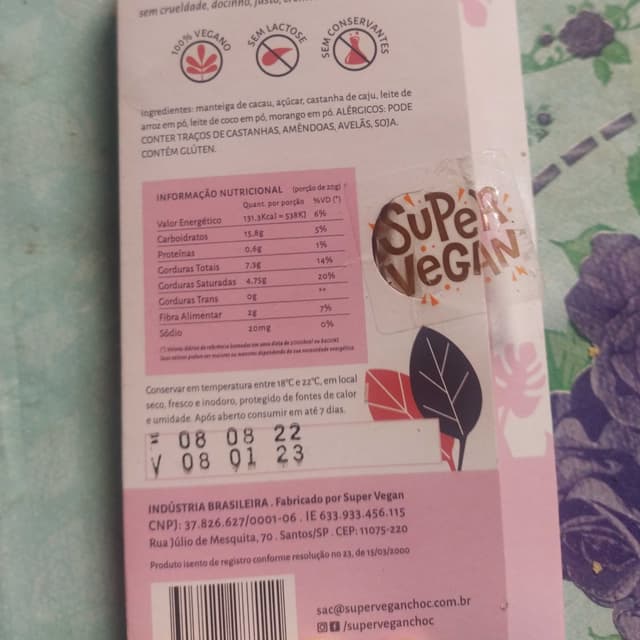 sem crueldade, docinho, justo,
100% VEGANO
SEM LACTOSE
SEM CONSERVANTES
Ingredientes: manteiga de cacau, açúcar, castanha de caju, leite de
arroz em pó, leite de coco em pó, morango em pó. ALÉRGICOS: PODE
CONTER TRAÇOS DE CASTANHAS, AMÊNDOAS, AVELÃS, SOJA.
CONTÉM GLÚTEN.
INFORMAÇÃO NUTRICIONAL (porção de 20g)
Quant. por porção %VD (*)
Valor Energético 131.3Kcal = 538KJ 6%
Carboidratos 15.8g 5%
Proteínas 0.6g 1%
Gorduras Totais 7.9g 14%
Gorduras Saturadas 4.75g 20%
Gorduras Trans 0g **
Fibra Alimentar 2g 7%
Sódio 20mg 0%
SUPER
VEGAN
Conservar em temperatura entre 18°C e 22°C, em local
seco, fresco e inodoro, protegido de fontes de calor
e umidade. Após aberto consumir em até 7 dias.
F 08 08 22
V 08 01 23
INDÚSTRIA BRASILEIRA . Fabricado por Super Vegan
CNPJ: 37.826.627/0001-06 . IE 633.933.456.115
Rua Júlio de Mesquita, 70 . Santos/SP . CEP: 11075-220
Produto isento de registro conforme resolução no 23, de 15/03/2000
sac@superveganchoc.com.br
/superveganchoc